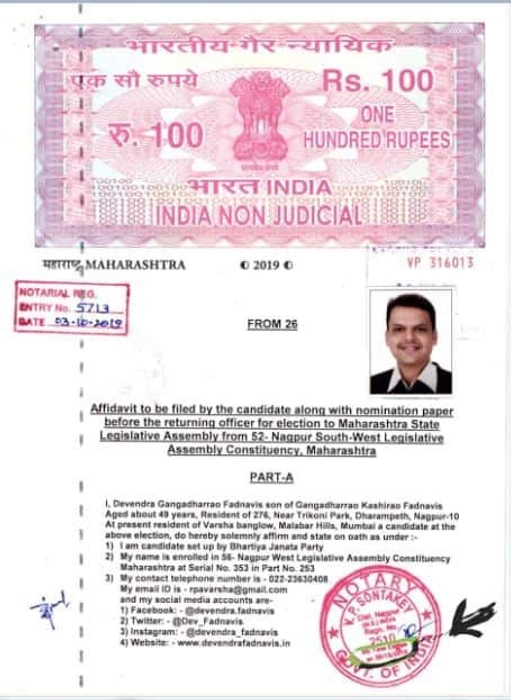 भारतीय गैर न्यायिक
एक सौ रुपये
Rs. 100
रु. 100
ONE
HUNDRED RUPEES
भारत INDIA
INDIA NON JUDICIAL
महाराष्ट्र MAHARASHTRA
2019
VP 316013
NOTARIAL REG.
ENTRY No. 5713
DATE 03-10-2019
FROM 26
Affidavit to be filed by the candidate along with nomination paper
before the returning officer for election to Maharashtra State
Legislative Assembly from 52- Nagpur South-West Legislative
Assembly Constituency, Maharashtra
PART-A
I, Devendra Gangadharrao Fadnavis son of Gangadharrao Kashirao Fadnavis
Aged about 49 years, Resident of 276, Near Trikoni Park, Dharampeth, Nagpur-10
At present resident of Varsha banglow, Malabar Hills, Mumbai a candidate at the
above election, do hereby solemnly affirm and state on oath as under :-
1) I am candidate set up by Bhartiya Janata Party
2) My name is enrolled in 56- Nagpur West Legislative Assembly Constituency
Maharashtra at Serial No. 353 in Part No. 253
3) My contact telephone number is - 022-23630408
My email ID is - rpavarsha@gmail.com
and my social media accounts are-
1) Facebook: - @devendra.fadnavis
2) Twitter: - @Dev_Fadnavis
3) Instagram: - @devendra_fadnavis
4) Website: - www.devendrafadnavis.in
NOTARY
V.P. SONTAKEY
Dist. Nagpur
Regn. No.
2510
GOVT. OF INDIA